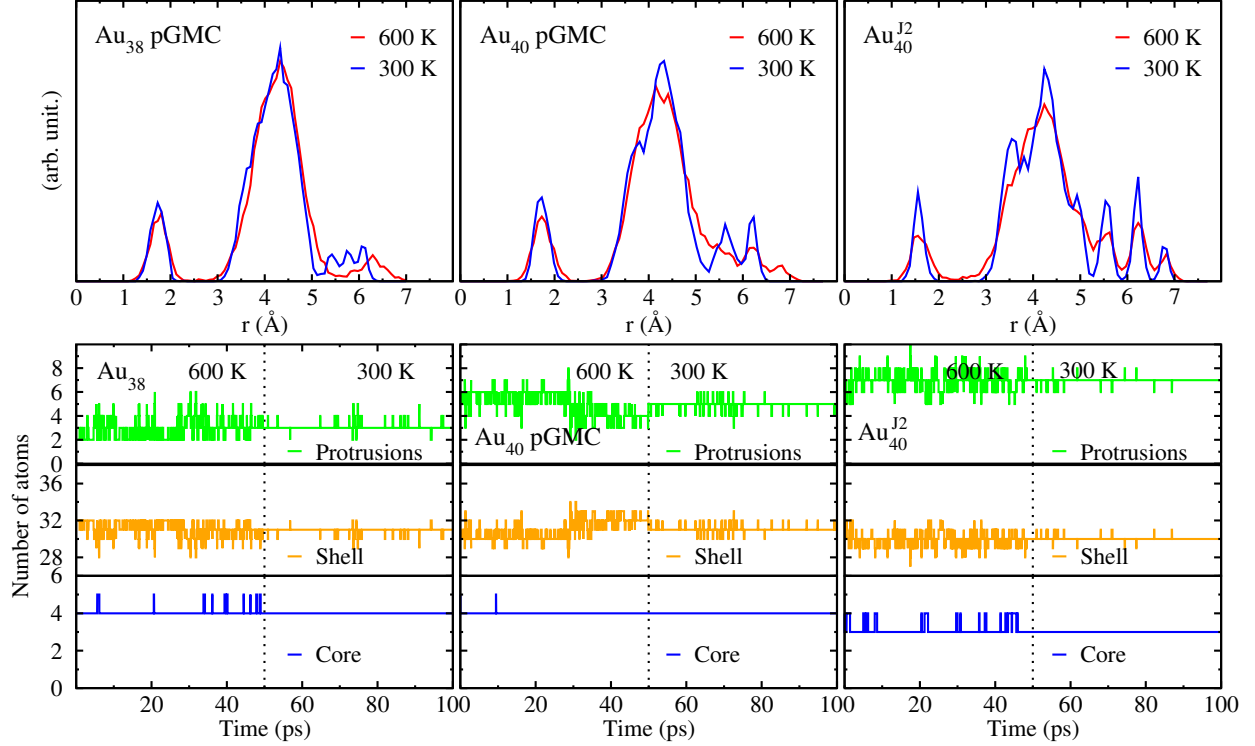 Au38 pGMC
600 K
300 K
Au40 pGMC
600 K
300 K
Au40^J2
600 K
300 K
(arb. unit.)
0 1 2 3 4 5 6 7
0 1 2 3 4 5 6 7
0 1 2 3 4 5 6 7
r (Å)
r (Å)
r (Å)
Number of atoms
8
6
4
2
0
36
32
28
6
4
2
0
Au38
600 K
300 K
Protrusions
Shell
Core
600 K
300 K
Au40 pGMC
Protrusions
Shell
Core
600 K
300 K
Au40^J2
Protrusions
Shell
Core
20 40 60 80 100
20 40 60 80 100
20 40 60 80 100
Time (ps)
Time (ps)
Time (ps)